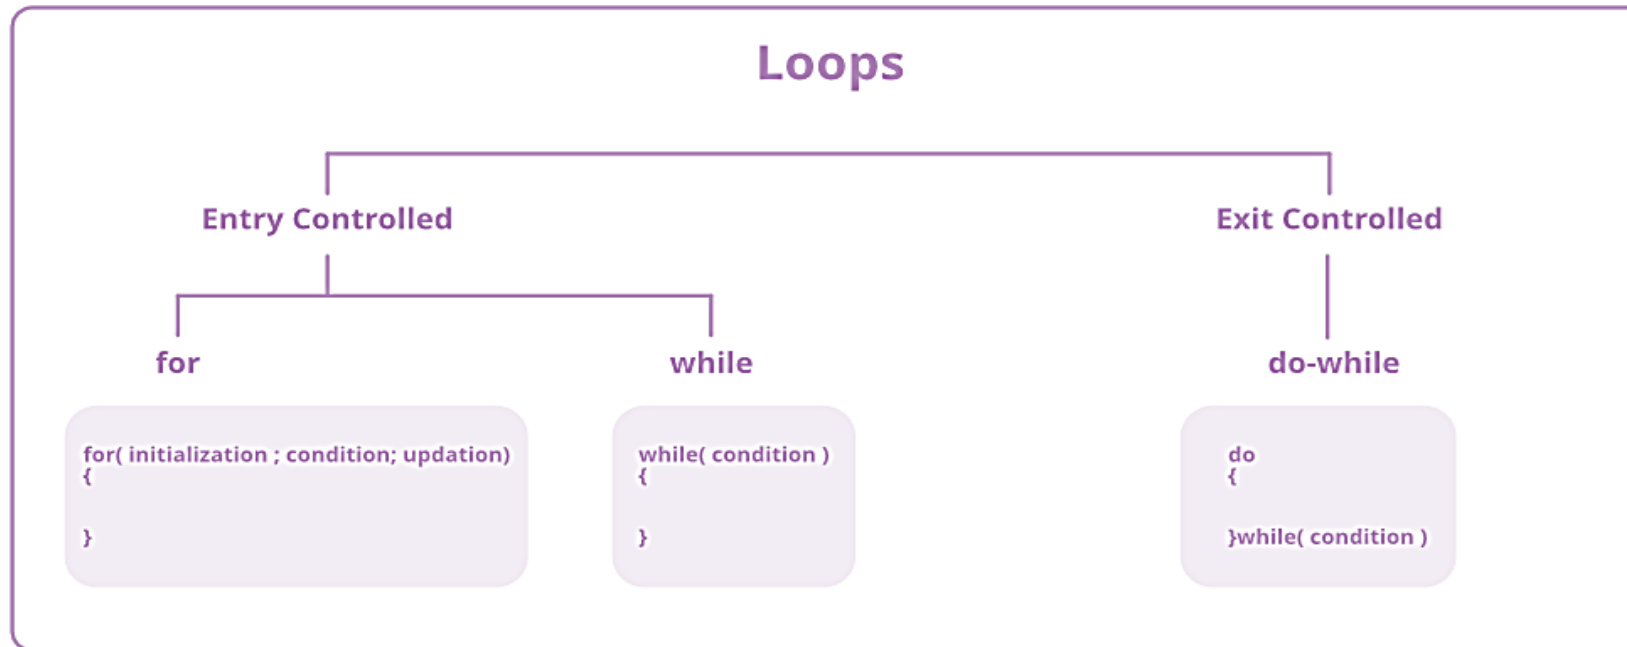 Loops
Entry Controlled
Exit Controlled
for
while
do-while
for( initialization ; condition; updation)
{
}
while( condition )
{
}
do
{
}while( condition )